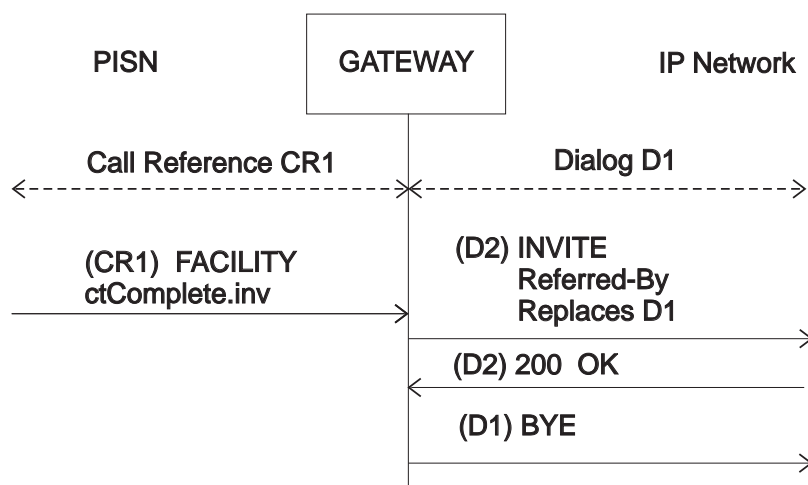 PISN
GATEWAY
IP Network
Call Reference CR1
Dialog D1
(CR1) FACILITY
ctComplete.inv
(D2) INVITE
Referred-By
Replaces D1
(D2) 200 OK
(D1) BYE